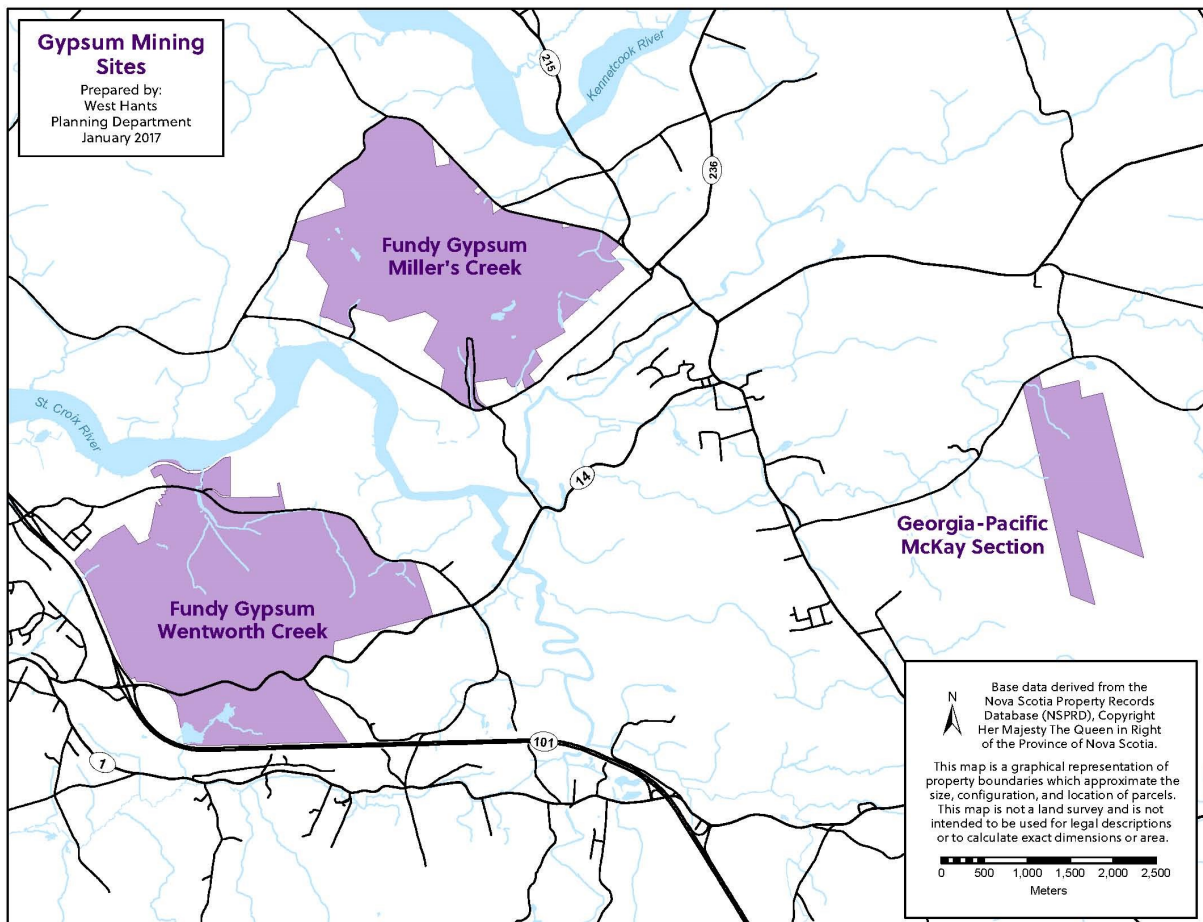 Gypsum Mining
Sites
Prepared by:
West Hants
Planning Department
January 2017
215
Kennetcook River
236
Fundy Gypsum
Miller's Creek
St. Croix River
14
Georgia-Pacific
McKay Section
Fundy Gypsum
Wentworth Creek
101
1
N
Base data derived from the
Nova Scotia Property Records
Database (NSPRD), Copyright
Her Majesty The Queen in Right
of the Province of Nova Scotia.
This map is a graphical representation of
property boundaries which approximate the
size, configuration, and location of parcels.
This map is not a land survey and is not
intended to be used for legal descriptions
or to calculate exact dimensions or area.
0 500 1,000 1,500 2,000 2,500
Meters